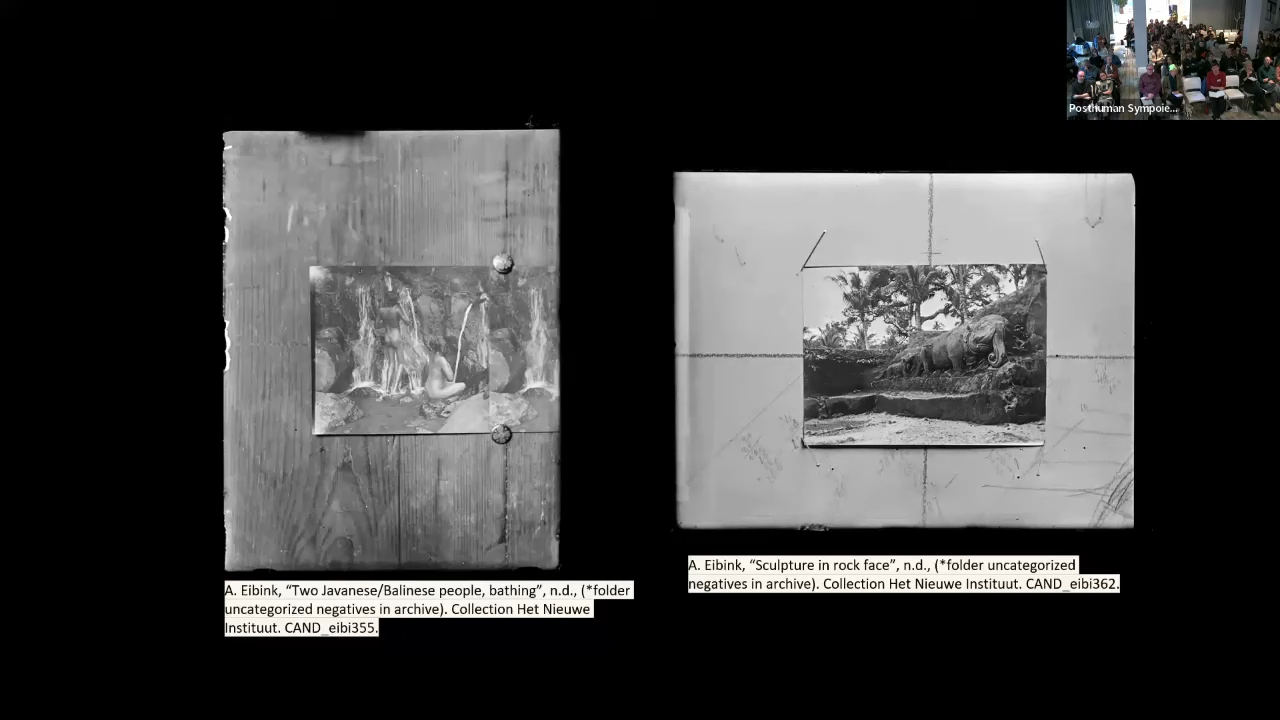 Posthuman Sympoie...
A. Eibink, “Two Javanese/Balinese people, bathing”, n.d., (*folder
uncategorized negatives in archive). Collection Het Nieuwe
Instituut. CAND_eibi355.
A. Eibink, “Sculpture in rock face”, n.d., (*folder uncategorized
negatives in archive). Collection Het Nieuwe Instituut. CAND_eibi362.